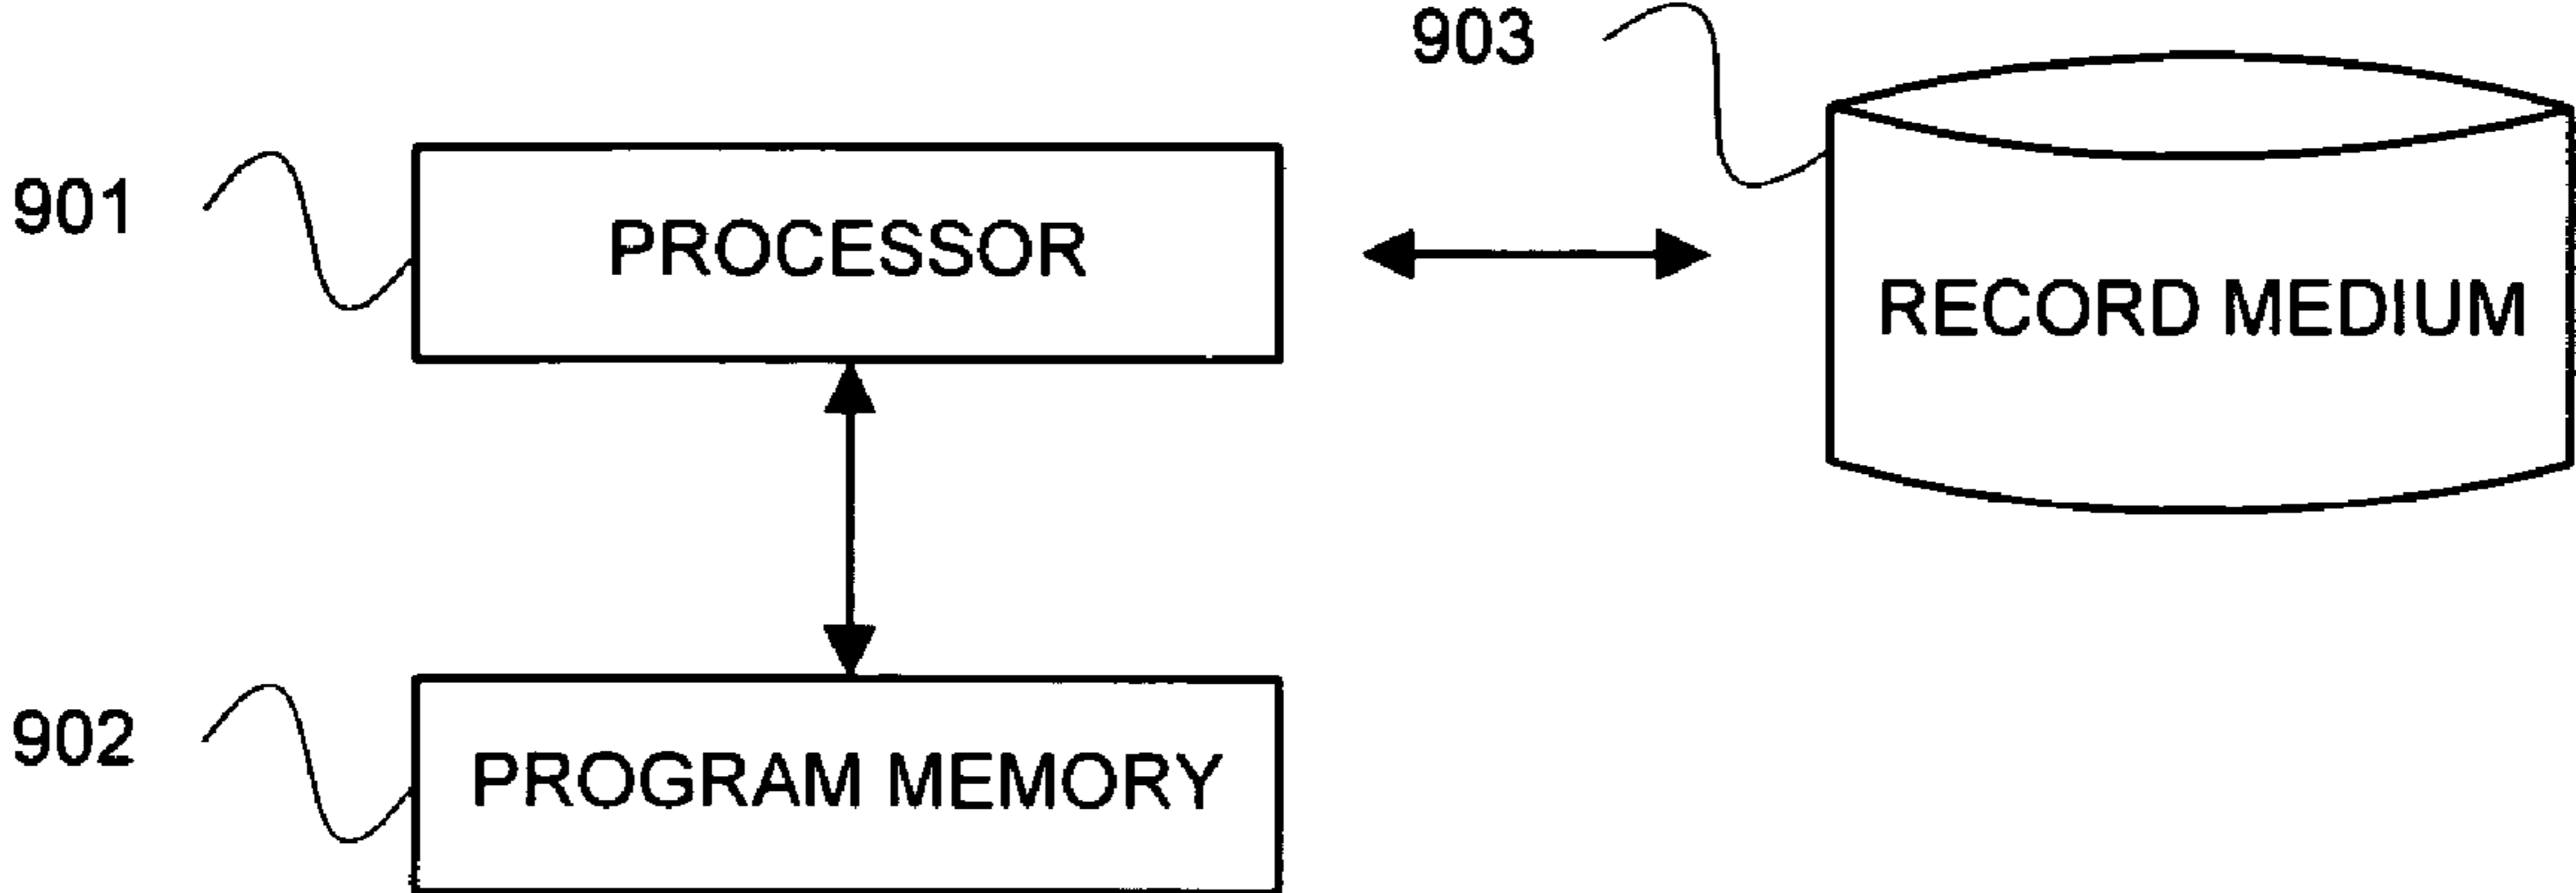 903
901
PROCESSOR
RECORD MEDIUM
902
PROGRAM MEMORY